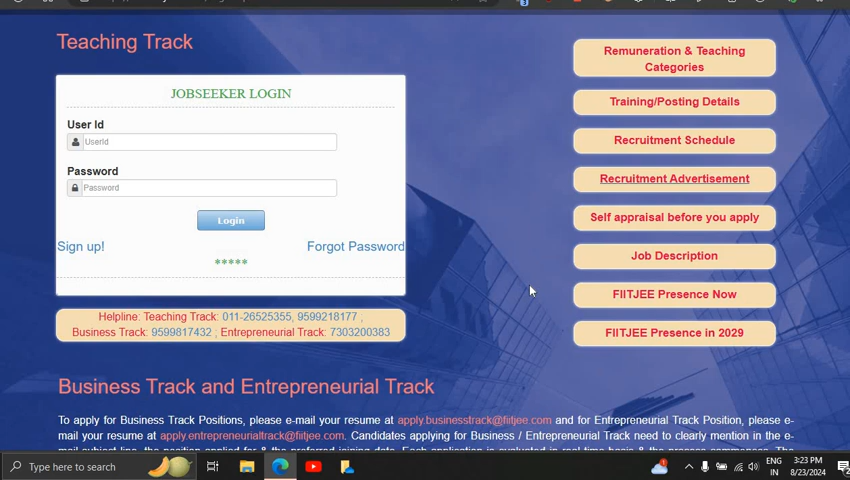 Teaching Track
JOBSEEKER LOGIN
User Id
UserId
Password
Password
Login
Sign up!
Forgot Password
*****
Helpline: Teaching Track: 011-26525355, 9599218177 ,
Business Track: 9599817432 ; Entrepreneurial Track: 7303200383
Remuneration & Teaching
Categories
Training/Posting Details
Recruitment Schedule
Recruitment Advertisement
Self appraisal before you apply
Job Description
FIITJEE Presence Now
FIITJEE Presence in 2029
Business Track and Entrepreneurial Track
To apply for Business Track Positions, please e-mail your resume at apply.businesstrack@fiitjee.com and for Entrepreneurial Track Position, please e-
mail your resume at apply.entrepreneurialtrack@fiitjee.com. Candidates applying for Business / Entrepreneurial Track need to clearly mention in the e-
Type here to search
ENG
IN
3:23 PM
8/23/2024